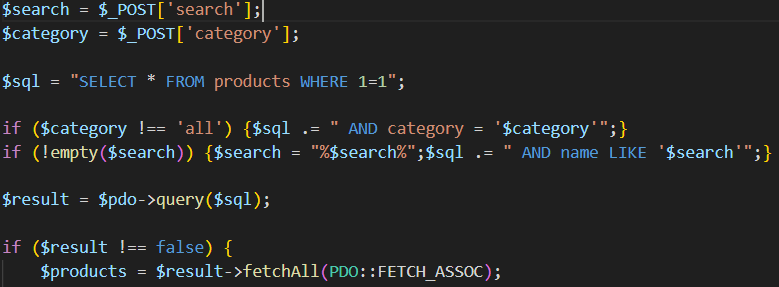 $search = $_POST['search'];
$category = $_POST['category'];
$sql = "SELECT * FROM products WHERE 1=1";
if ($category !== 'all') {$sql .= " AND category = '$category'";}
if (!empty($search)) {$search = "%$search%";$sql .= " AND name LIKE '$search'";}
$result = $pdo->query($sql);
if ($result !== false) {
    $products = $result->fetchAll(PDO::FETCH_ASSOC);